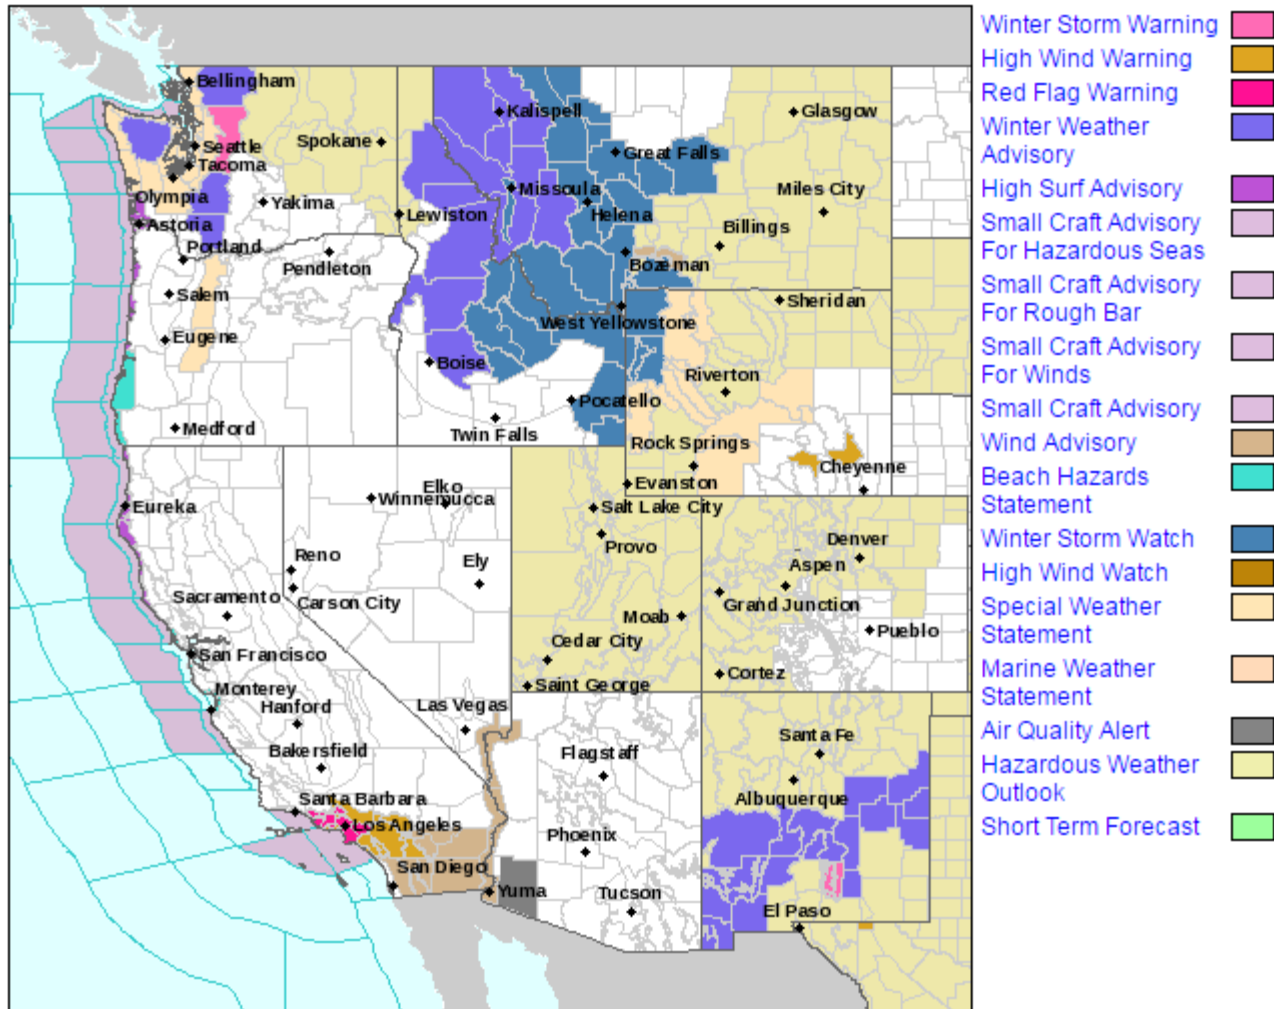 Bellingham
Kalispell
Glasgow
Seattle
Spokane
Great Falls
Tacoma
Missoula
Miles City
Olympia
Yakima
Lewiston
Helena
Astoria
Billings
Portland
Pendleton
Bozeman
Salem
Sheridan
West Yellowstone
Eugene
Boise
Riverton
Pocatello
Medford
Twin Falls
Rock Springs
Cheyenne
Evanston
Elko
Winnemucca
Eureka
Salt Lake City
Provo
Denver
Reno
Ely
Aspen
Sacramento
Carson City
Grand Junction
Moab
Pueblo
Cedar City
San Francisco
Cortez
Saint George
Monterey
Hanford
Las Vegas
Santa Fe
Bakersfield
Flagstaff
Santa Barbara
Albuquerque
Los Angeles
Phoenix
San Diego
Yuma
Tucson
El Paso
Winter Storm Warning
High Wind Warning
Red Flag Warning
Winter Weather
Advisory
High Surf Advisory
Small Craft Advisory
For Hazardous Seas
Small Craft Advisory
For Rough Bar
Small Craft Advisory
For Winds
Small Craft Advisory
Wind Advisory
Beach Hazards
Statement
Winter Storm Watch
High Wind Watch
Special Weather
Statement
Marine Weather
Statement
Air Quality Alert
Hazardous Weather
Outlook
Short Term Forecast